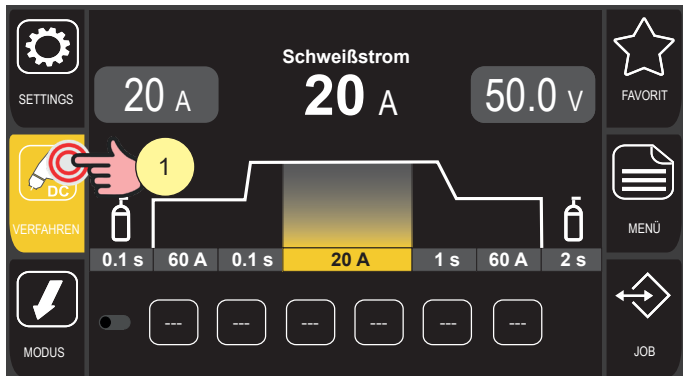 SETTINGS
DC
VERFAHREN
MODUS
1
Schweißstrom
20 A
20 A
50.0 V
0.1 s 60 A 0.1 s 20 A 1 s 60 A 2 s
--- --- --- --- --- ---
FAVORIT
MENÜ
JOB